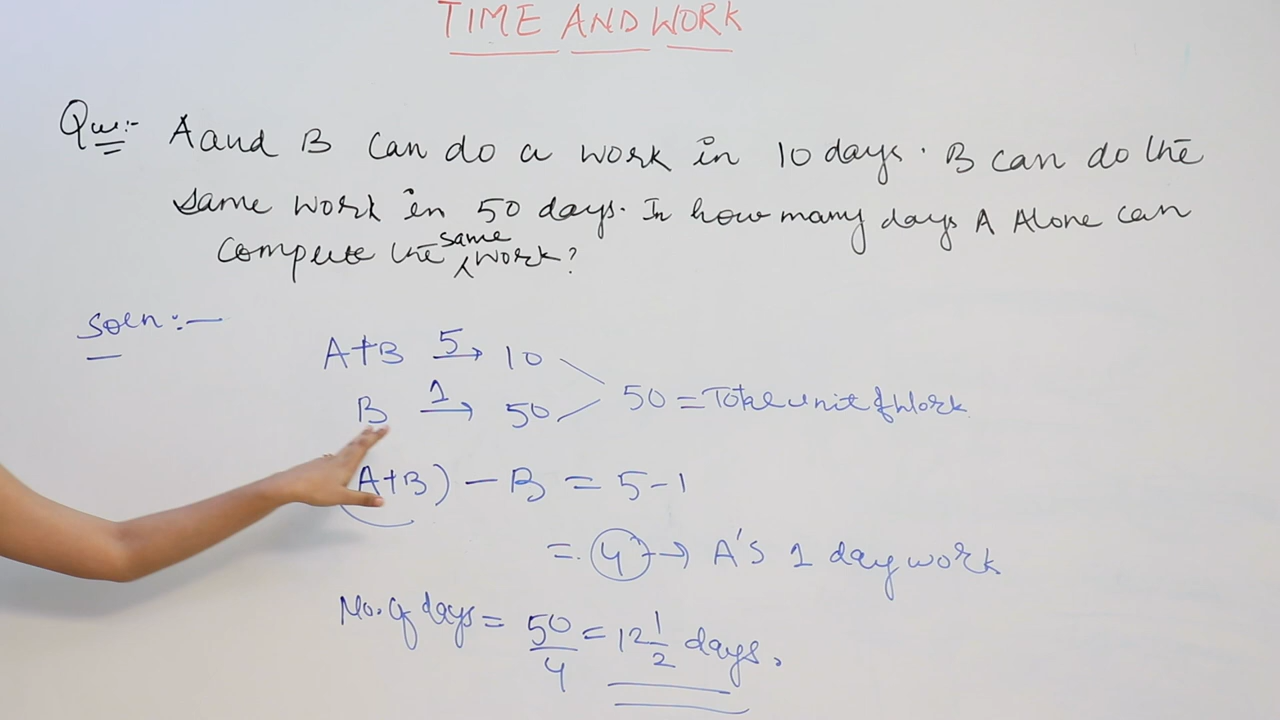 TIME AND WORK
Que:- A and B can do a work in 10 days. B can do the
same work in 50 days. In how many days A Alone can
complete the same work?
Soln:-
A+B 5→ 10
B 1→ 50
50 = Total unit of Work
A+B) - B = 5-1
= 4 → A'S 1 day work
No. of days = 50/4 = 12 1/2 days.